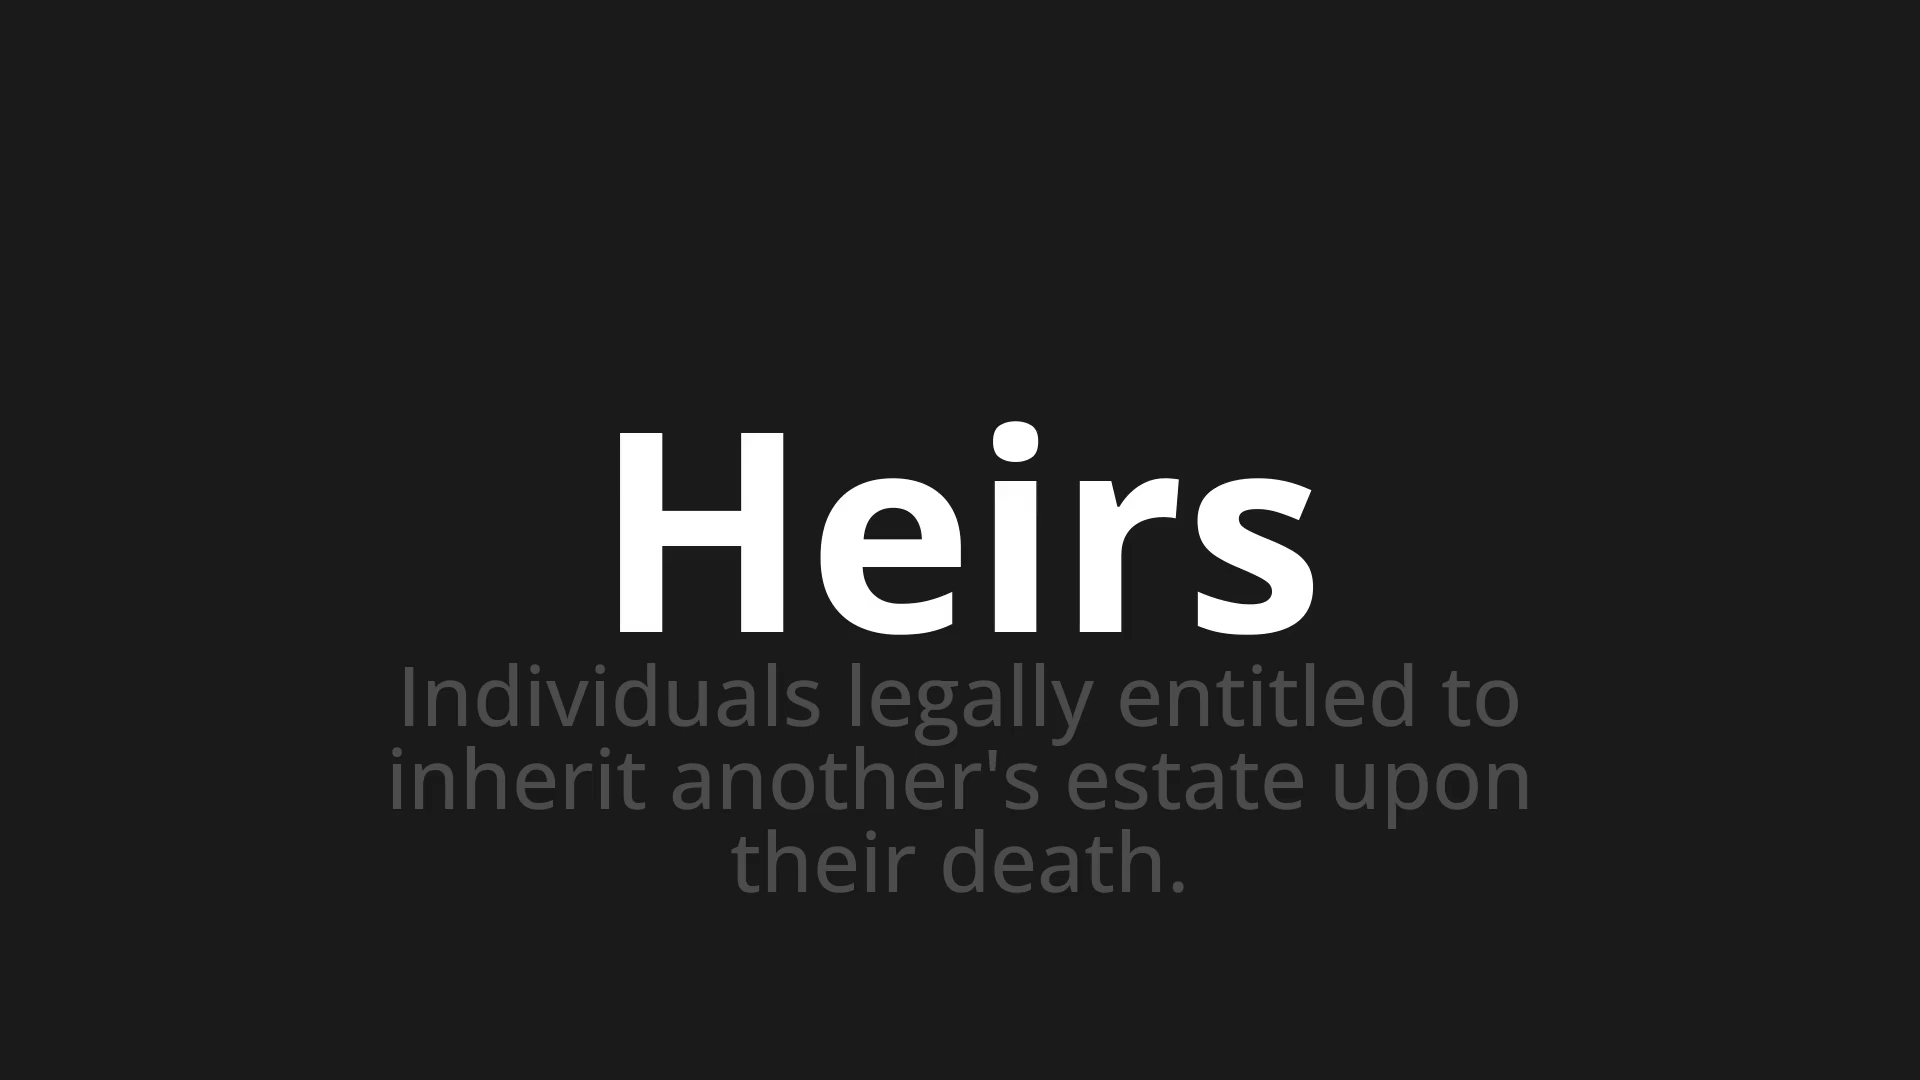 Heirs
Individuals legally entitled to
inherit another's estate upon
their death.